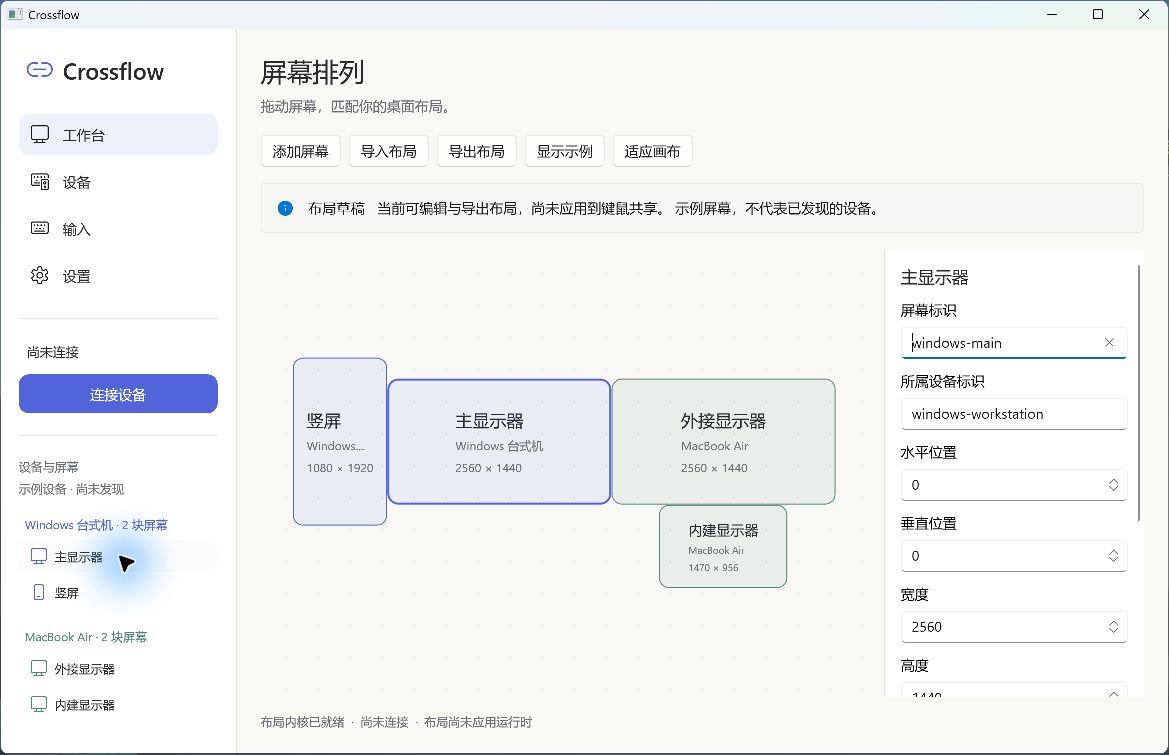 Crossflow
Crossflow
工作台
设备
输入
设置
尚未连接
连接设备
设备与屏幕
示例设备 · 尚未发现
Windows 台式机 · 2 块屏幕
主显示器
竖屏
MacBook Air · 2 块屏幕
外接显示器
内建显示器
屏幕排列
拖动屏幕，匹配你的桌面布局。
添加屏幕 导入布局 导出布局 显示示例 适应画布
布局草稿 当前可编辑与导出布局，尚未应用到键鼠共享。 示例屏幕，不代表已发现的设备。
竖屏
Windows...
1080 × 1920
主显示器
Windows 台式机
2560 × 1440
外接显示器
MacBook Air
2560 × 1440
内建显示器
MacBook Air
1470 × 956
主显示器
屏幕标识
windows-main
所属设备标识
windows-workstation
水平位置
0
垂直位置
0
宽度
2560
高度
1440
布局内核已就绪 · 尚未连接 · 布局尚未应用运行时